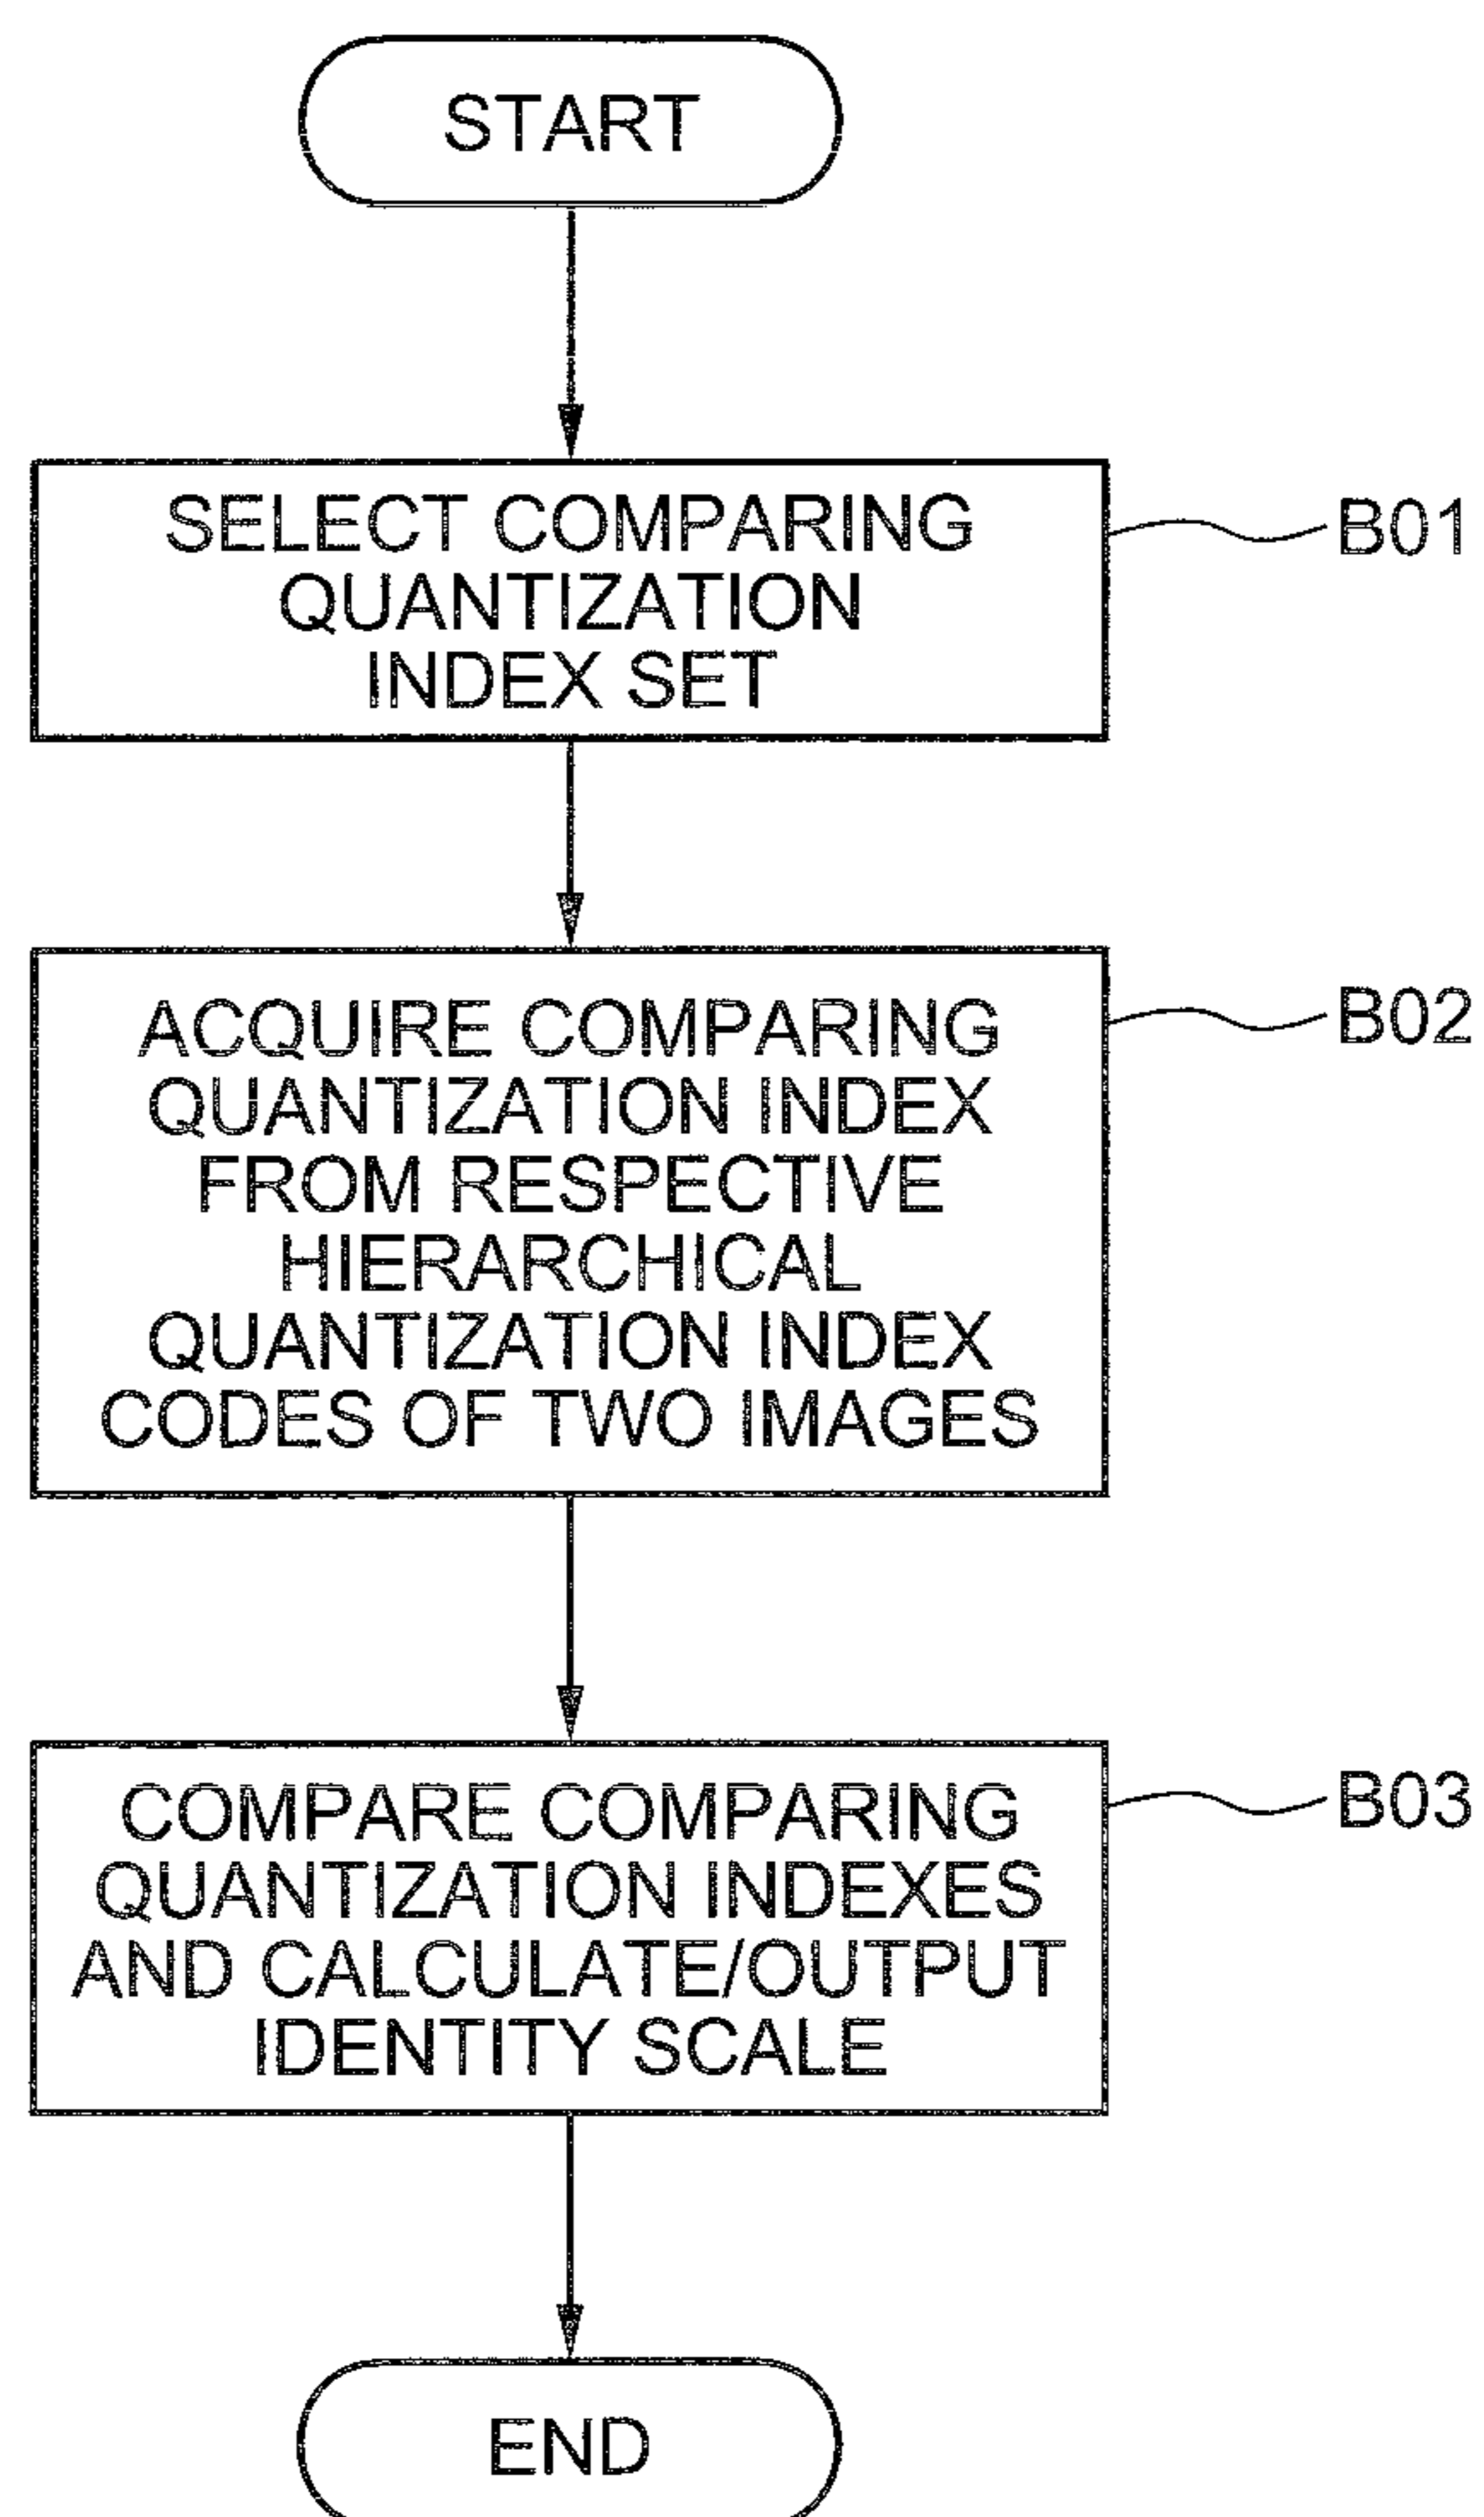 START
SELECT COMPARING
QUANTIZATION
INDEX SET
B01
ACQUIRE COMPARING
QUANTIZATION INDEX
FROM RESPECTIVE
HIERARCHICAL
QUANTIZATION INDEX
CODES OF TWO IMAGES
B02
COMPARE COMPARING
QUANTIZATION INDEXES
AND CALCULATE/OUTPUT
IDENTITY SCALE
B03
END